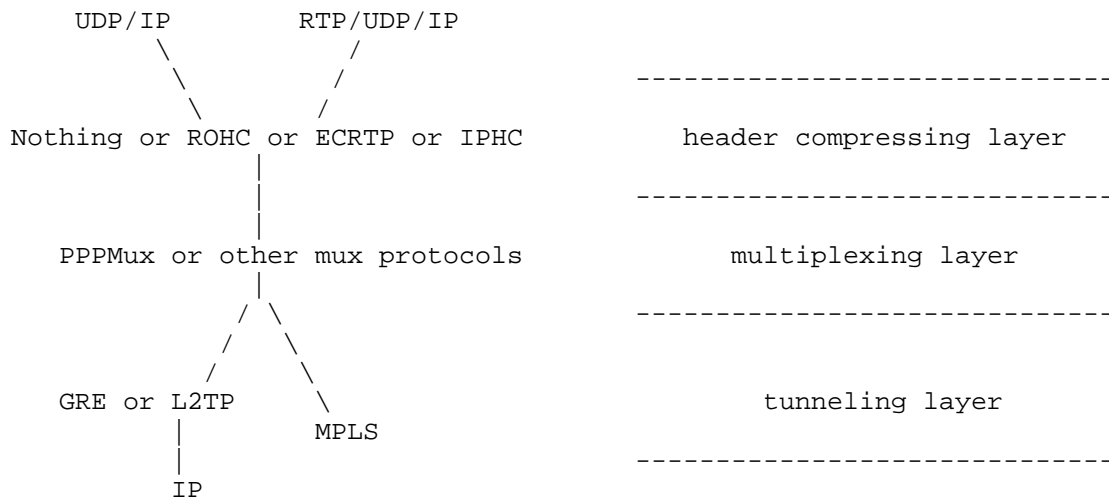 UDP/IP RTP/UDP/IP
Nothing or ROHC or ECRTP or IPHC header compressing layer
PPPMux or other mux protocols multiplexing layer
GRE or L2TP tunneling layer
MPLS
IP